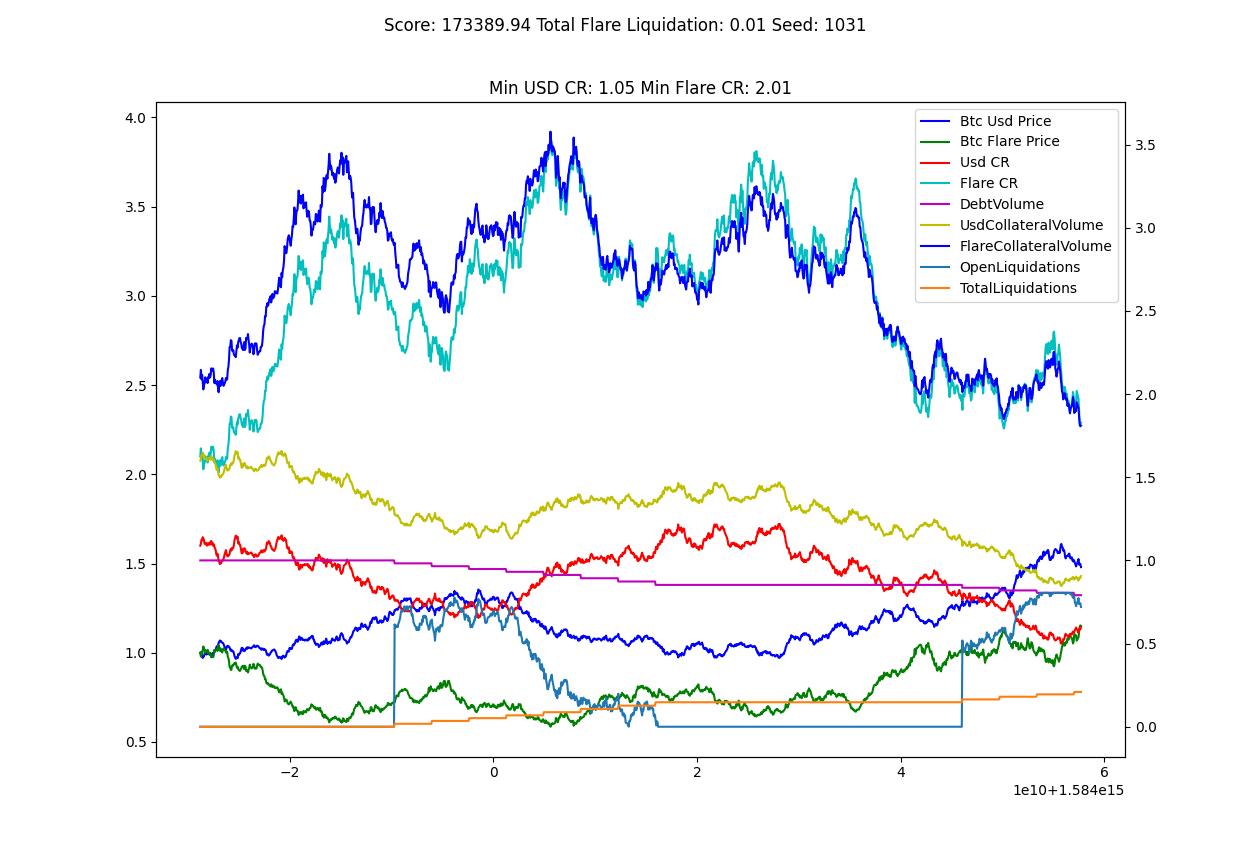 Score: 173389.94 Total Flare Liquidation: 0.01 Seed: 1031
Min USD CR: 1.05 Min Flare CR: 2.01
4.0
3.5
3.0
2.5
2.0
1.5
1.0
0.5
Btc Usd Price
Btc Flare Price
Usd CR
Flare CR
DebtVolume
UsdCollateralVolume
FlareCollateralVolume
OpenLiquidations
TotalLiquidations
3.5
3.0
2.5
2.0
1.5
1.0
0.5
0.0
−2 0 2 4 6
1e10+1.584e15